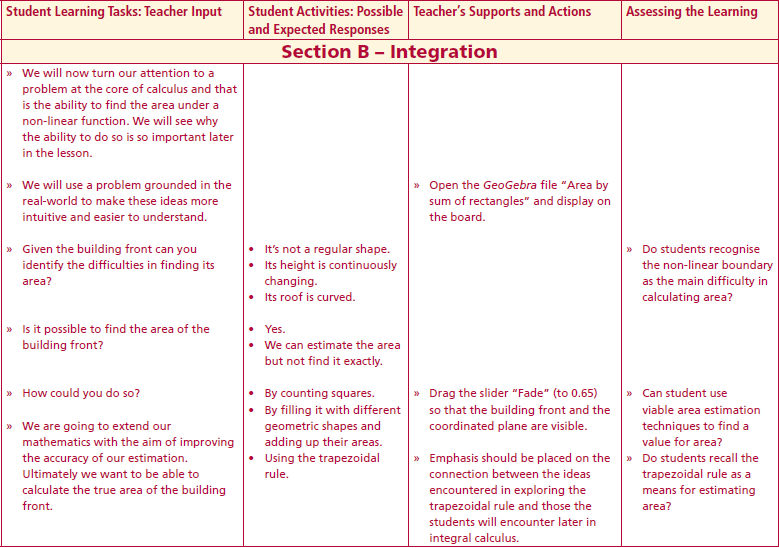 Student Learning Tasks: Teacher Input
Student Activities: Possible
and Expected Responses
Teacher's Supports and Actions
Assessing the Learning
Section B – Integration
» We will now turn our attention to a
problem at the core of calculus and that
is the ability to find the area under a
non-linear function. We will see why
the ability to do so is so important later
in the lesson.
» We will use a problem grounded in the
real-world to make these ideas more
intuitive and easier to understand.
» Open the GeoGebra file “Area by
sum of rectangles” and display on
the board.
» Given the building front can you
identify the difficulties in finding its
area?
• It’s not a regular shape.
• Its height is continuously
changing.
• Its roof is curved.
» Do students recognise
the non-linear boundary
as the main difficulty in
calculating area?
» Is it possible to find the area of the
building front?
• Yes.
• We can estimate the area
but not find it exactly.
» How could you do so?
» We are going to extend our
mathematics with the aim of improving
the accuracy of our estimation.
Ultimately we want to be able to
calculate the true area of the building
front.
• By counting squares.
• By filling it with different
geometric shapes and
adding up their areas.
• Using the trapezoidal
rule.
» Drag the slider “Fade” (to 0.65)
so that the building front and the
coordinated plane are visible.
» Emphasis should be placed on the
connection between the ideas
encountered in exploring the
trapezoidal rule and those the
students will encounter later in
integral calculus.
» Can student use
viable area estimation
techniques to find a
value for area?
» Do students recall the
trapezoidal rule as a
means for estimating
area?